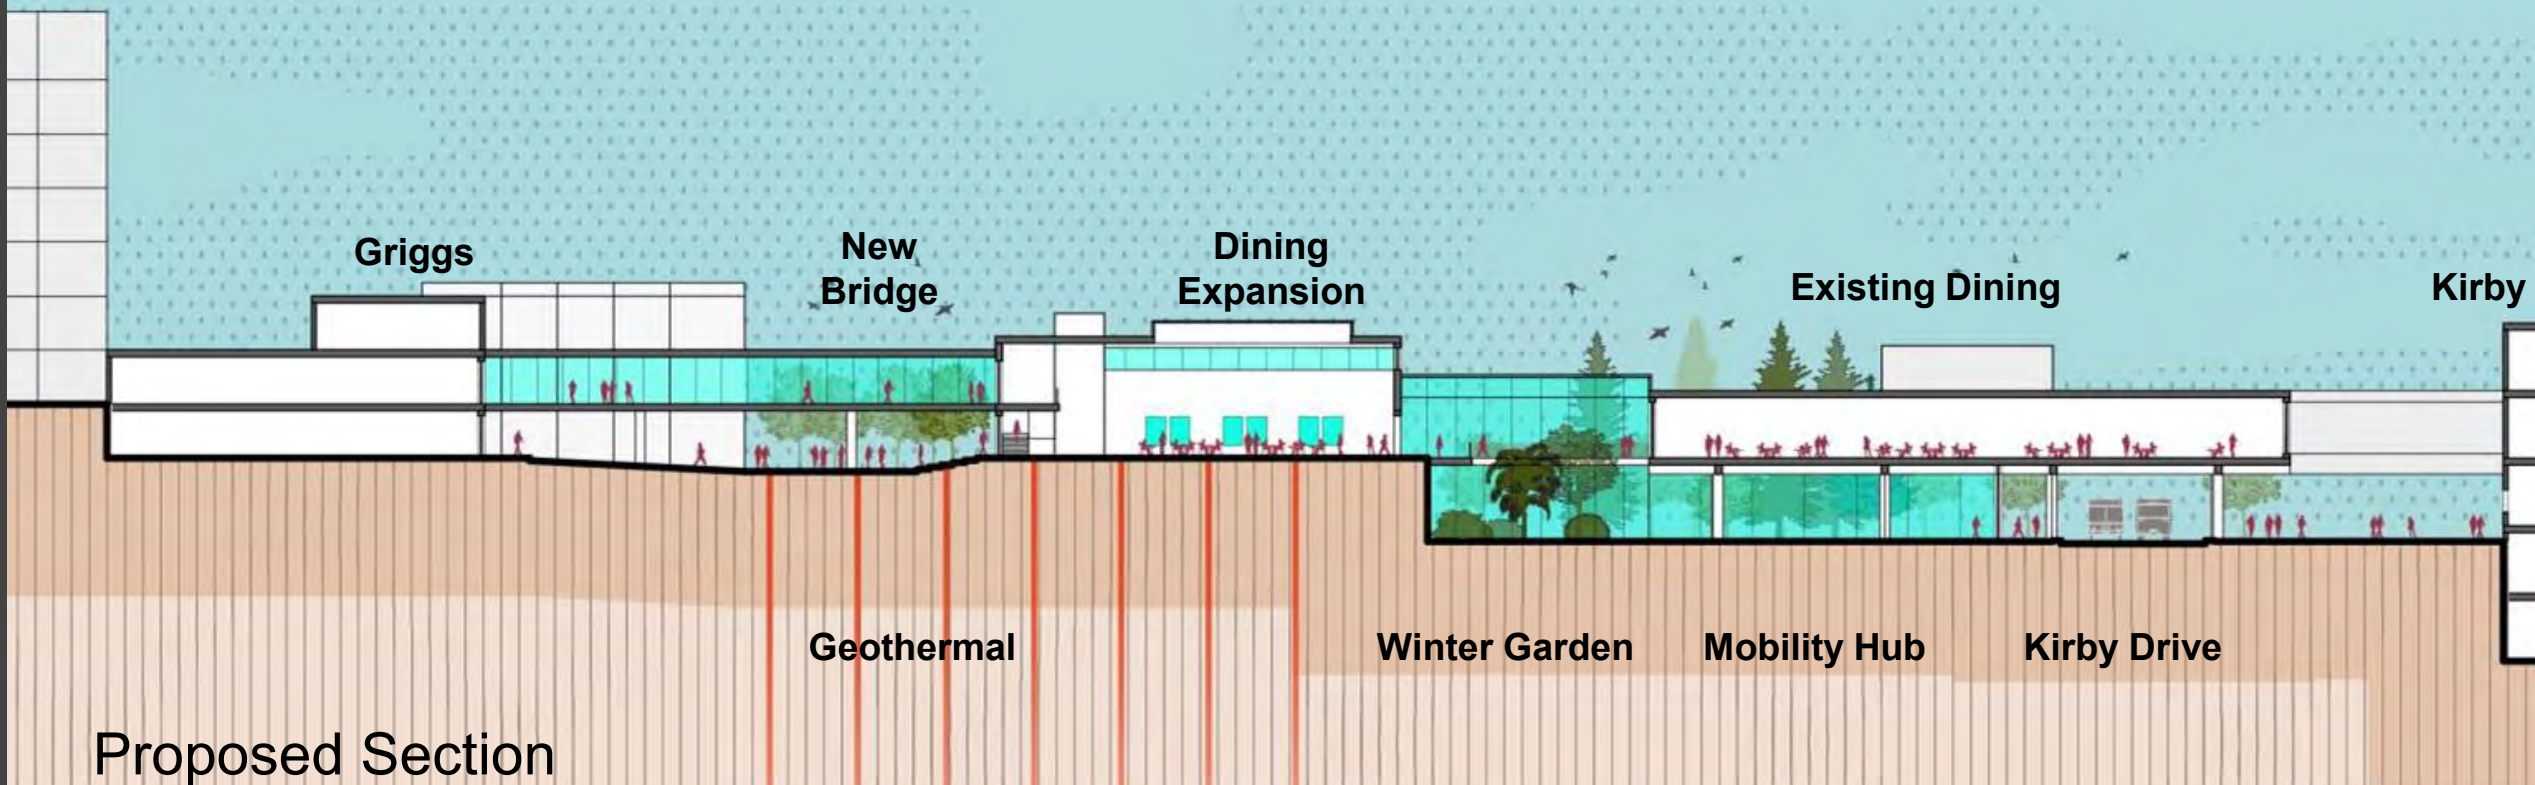 Griggs
New
Bridge
Dining
Expansion
Existing Dining
Kirby
Geothermal
Winter Garden
Mobility Hub
Kirby Drive
Proposed Section